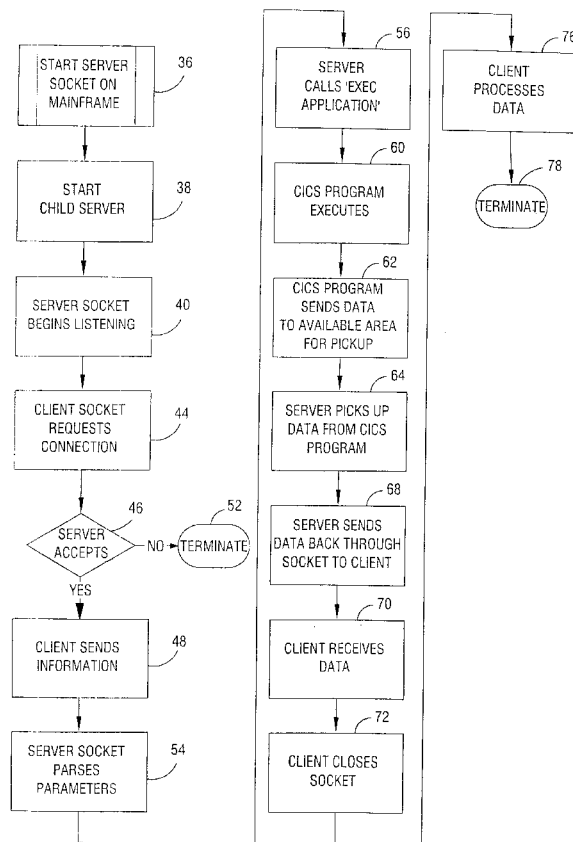 START SERVER
SOCKET ON
MAINFRAME
36
START
CHILD SERVER
38
SERVER SOCKET
BEGINS LISTENING
40
CLIENT SOCKET
REQUESTS
CONNECTION
44
46
SERVER
ACCEPTS
NO
52
TERMINATE
YES
CLIENT SENDS
INFORMATION
48
SERVER SOCKET
PARSES
PARAMETERS
54
56
SERVER
CALLS 'EXEC
APPLICATION'
60
CICS PROGRAM
EXECUTES
62
CICS PROGRAM
SENDS DATA
TO AVAILABLE AREA
FOR PICKUP
64
SERVER PICKS UP
DATA FROM CICS
PROGRAM
68
SERVER SENDS
DATA BACK THROUGH
SOCKET TO CLIENT
70
CLIENT RECEIVES
DATA
72
CLIENT CLOSES
SOCKET
76
CLIENT
PROCESSES
DATA
78
TERMINATE